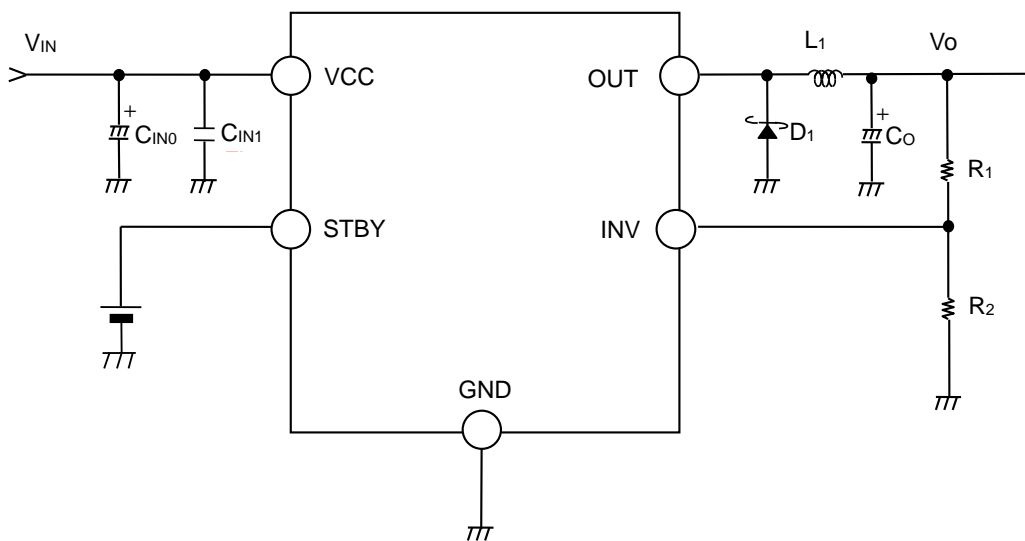 VIN
VCC
OUT
L1
Vo
+
CIN0
CIN1
D1
+
CO
R1
STBY
INV
R2
GND